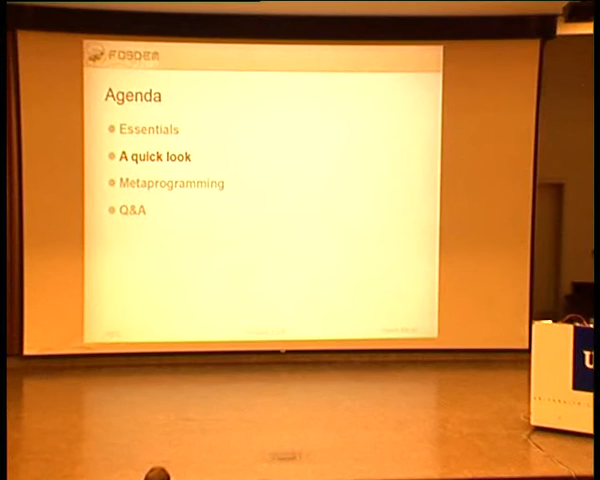 FOSDEM
Agenda
Essentials
A quick look
Metaprogramming
Q&A
U